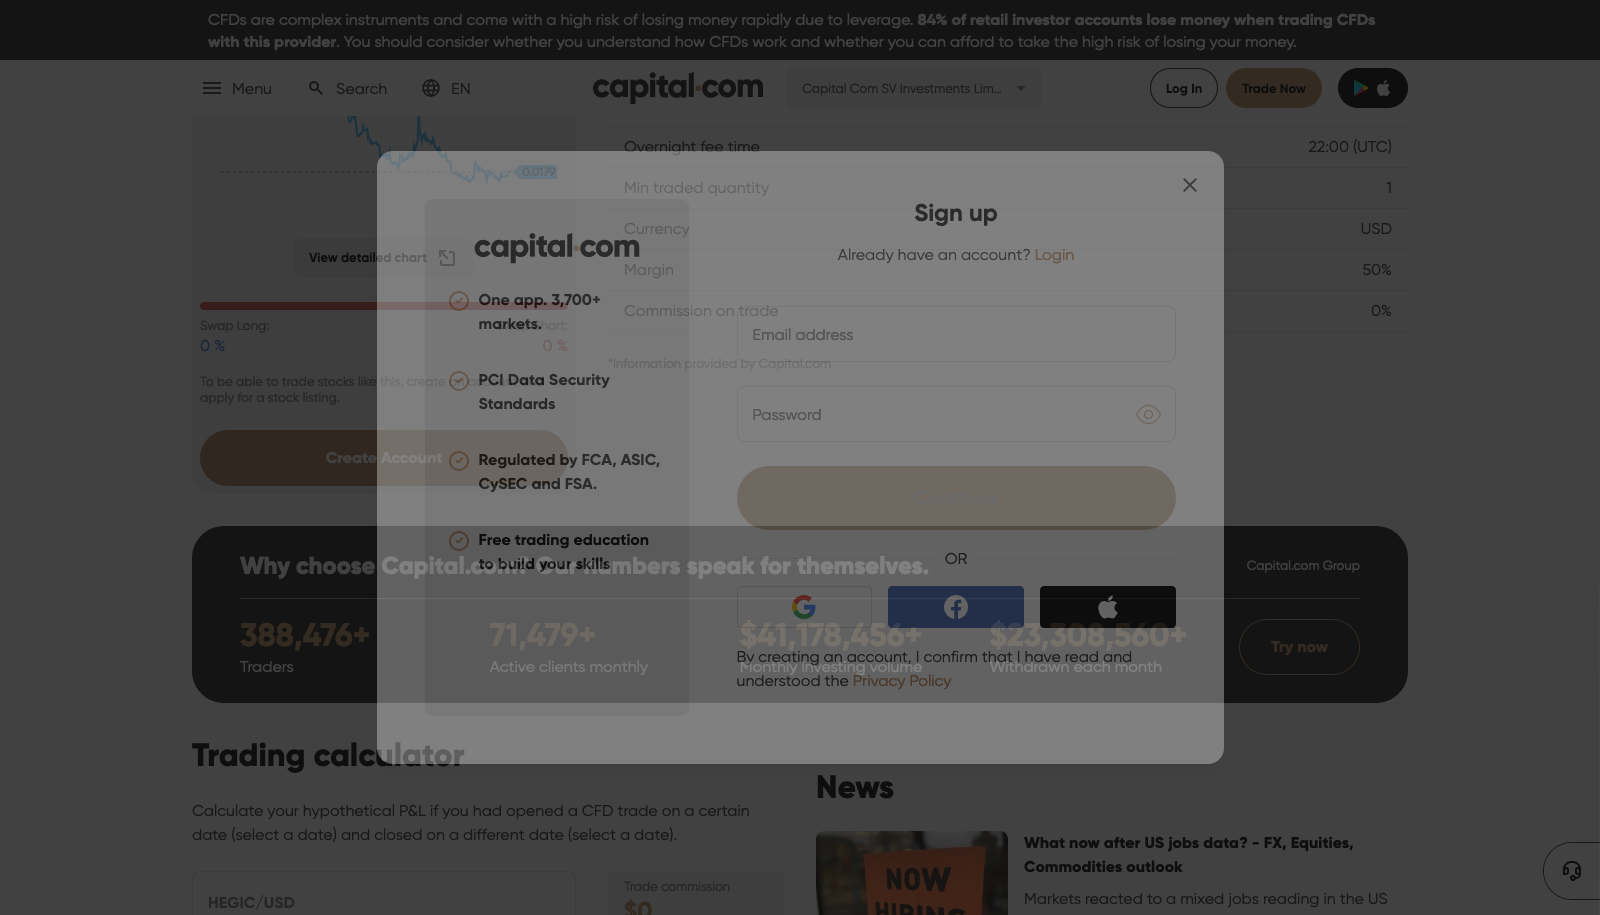 CFDs are complex instruments and come with a high risk of losing money rapidly due to leverage. 84% of retail investor accounts lose money when trading CFDs
with this provider. You should consider whether you understand how CFDs work and whether you can afford to take the high risk of losing your money.
Menu
Search
EN
capital.com
Capital Com SV Investments Lim...
Log In
Trade Now
0.0179
View detailed chart
Swap Long:
0 %
hort:
0 %
To be able to trade stocks like this, create
apply for a stock listing.
Create Account
Overnight fee time
22:00 (UTC)
Min traded quantity
1
Currency
USD
Margin
50%
Commission on trade
0%
*Information provided by Capital.com
capital.com
One app. 3,700+
markets.
PCI Data Security
Standards
Regulated by FCA, ASIC,
CySEC and FSA.
Free trading education
to build your skills
Sign up
Already have an account? Login
Email address
Password
OR
By creating an account, I confirm that I have read and
understood the Privacy Policy
Why choose Capital.com? Our numbers speak for themselves.
Capital.com Group
388,476+
Traders
71,479+
Active clients monthly
$41,178,456+
Monthly investing volume
$23,308,560+
Withdrawn each month
Try now
Trading calculator
Calculate your hypothetical P&L if you had opened a CFD trade on a certain
date (select a date) and closed on a different date (select a date).
HEGIC/USD
Trade commission
$0
News
NOW
HIRING
What now after US jobs data? - FX, Equities,
Commodities outlook
Markets reacted to a mixed jobs reading in the US